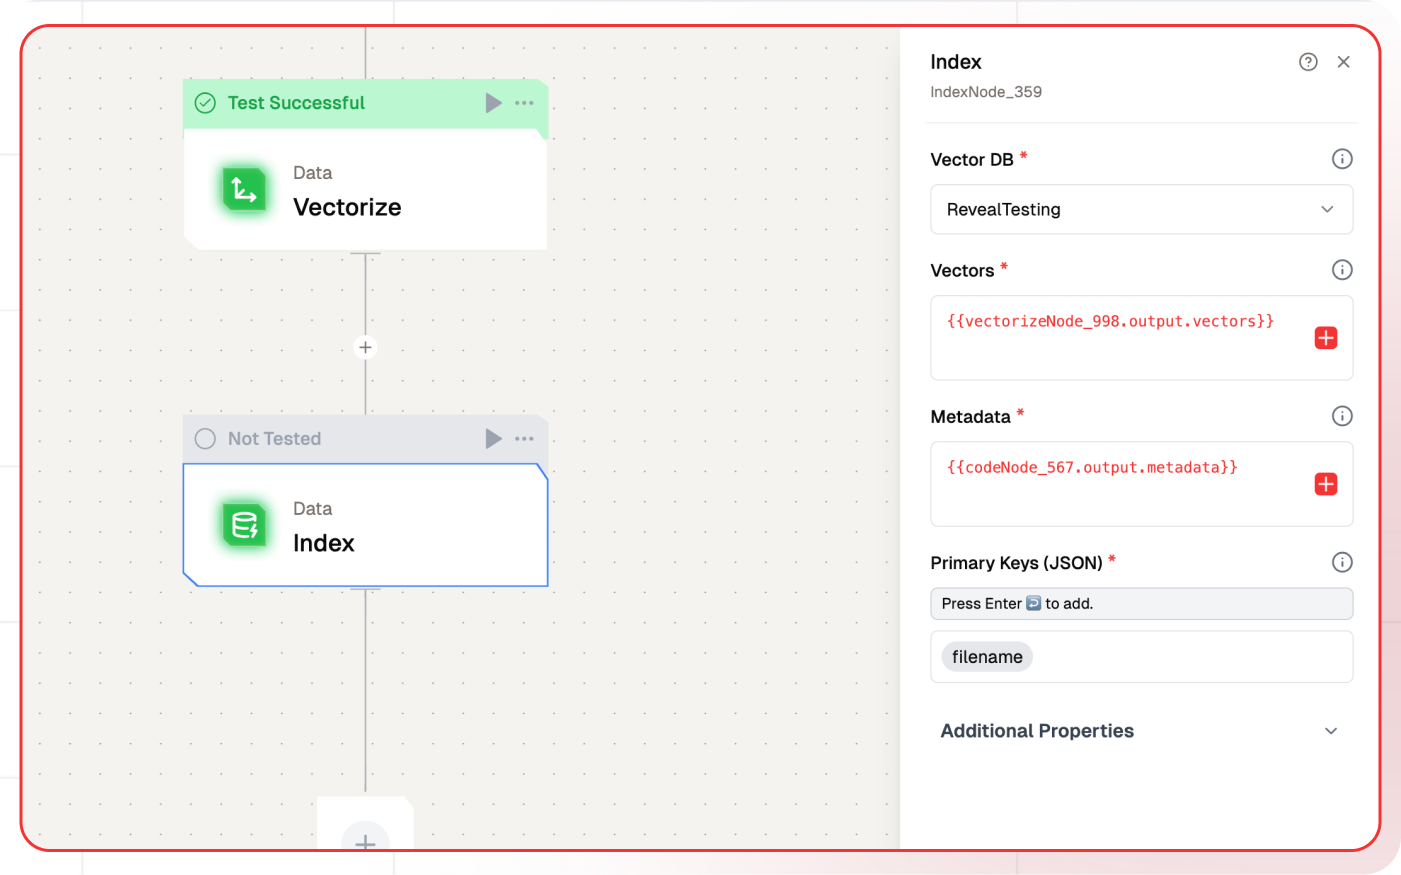 Test Successful
Data
Vectorize
Not Tested
Data
Index
Index
IndexNode_359
Vector DB *
RevealTesting
Vectors *
{{vectorizeNode_998.output.vectors}}
Metadata *
{{codeNode_567.output.metadata}}
Primary Keys (JSON) *
Press Enter ↩️ to add.
filename
Additional Properties